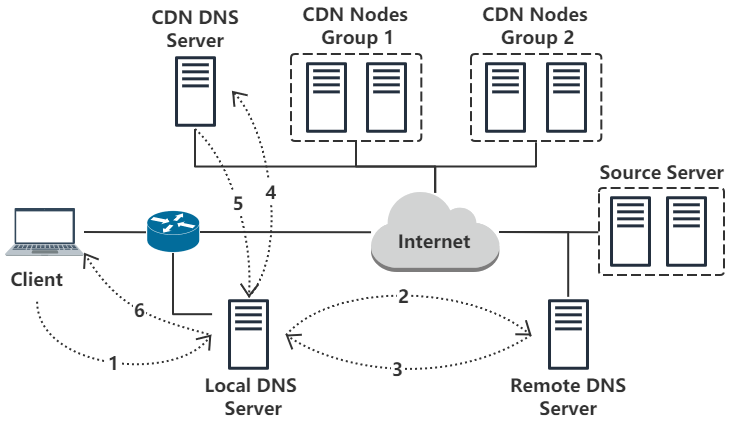 CDN DNS
Server
CDN Nodes
Group 1
CDN Nodes
Group 2
Source Server
4
5
Internet
Client
6
2
1
3
Local DNS
Server
Remote DNS
Server